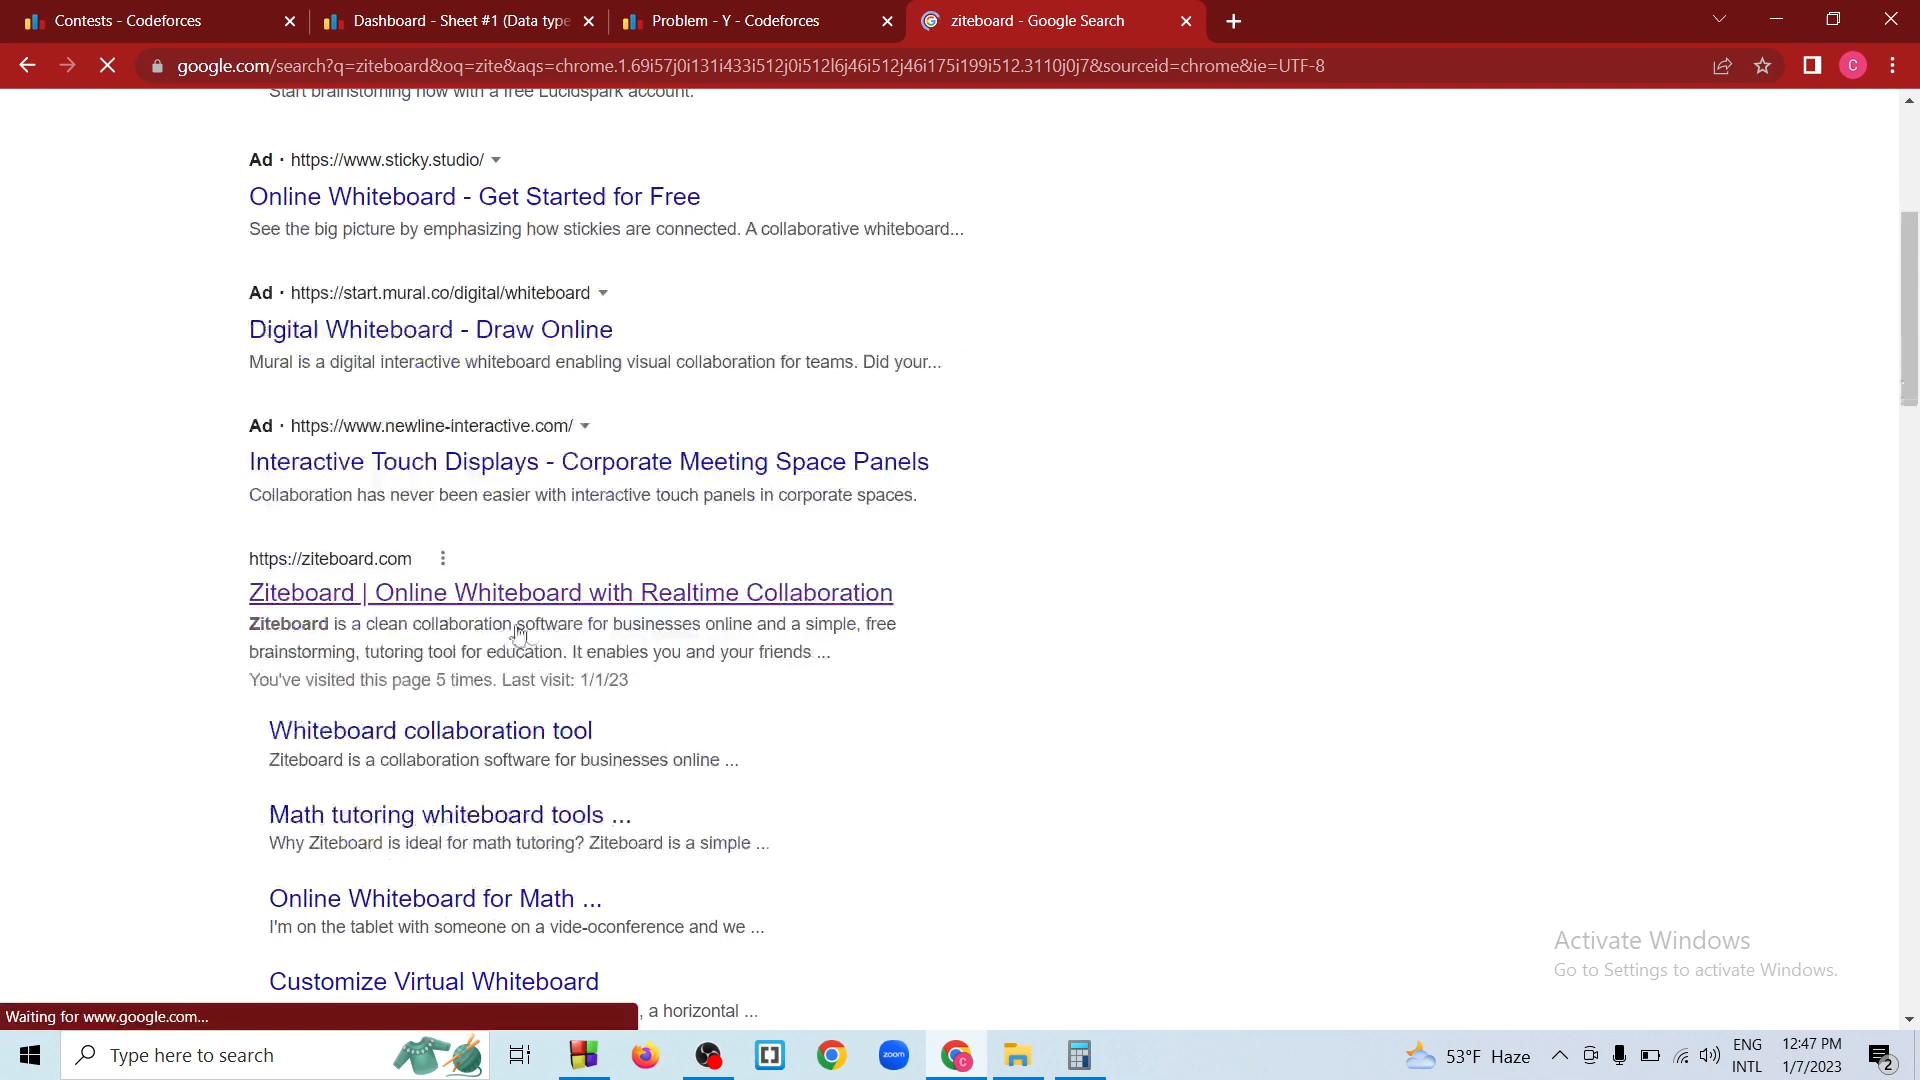 Contests - Codeforces
Dashboard - Sheet #1 (Data type
Problem - Y - Codeforces
ziteboard - Google Search
google.com/search?q=ziteboard&oq=zite&aqs=chrome.1.69i57j0i131i433i512j0i512l6j46i512j46i175i199i512.3110j0j7&sourceid=chrome&ie=UTF-8
C
Start brainstorming now with a free Lucidspark account.
Ad · https://www.sticky.studio/
Online Whiteboard - Get Started for Free
See the big picture by emphasizing how stickies are connected. A collaborative whiteboard...
Ad · https://start.mural.co/digital/whiteboard
Digital Whiteboard - Draw Online
Mural is a digital interactive whiteboard enabling visual collaboration for teams. Did your...
Ad · https://www.newline-interactive.com/
Interactive Touch Displays - Corporate Meeting Space Panels
Collaboration has never been easier with interactive touch panels in corporate spaces.
https://ziteboard.com
Ziteboard | Online Whiteboard with Realtime Collaboration
Ziteboard is a clean collaboration software for businesses online and a simple, free
brainstorming, tutoring tool for education. It enables you and your friends ...
You've visited this page 5 times. Last visit: 1/1/23
Whiteboard collaboration tool
Ziteboard is a collaboration software for businesses online ...
Math tutoring whiteboard tools ...
Why Ziteboard is ideal for math tutoring? Ziteboard is a simple ...
Online Whiteboard for Math ...
I'm on the tablet with someone on a vide-oconference and we ...
Customize Virtual Whiteboard
, a horizontal ...
Activate Windows
Go to Settings to activate Windows.
Waiting for www.google.com...
Type here to search
zoom
C
53°F Haze
ENG
INTL
12:47 PM
1/7/2023
2